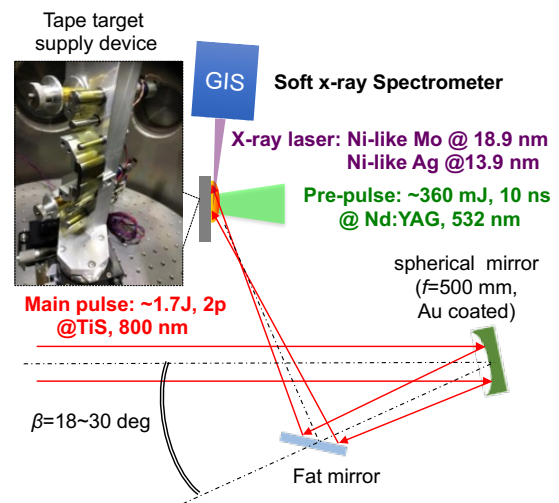 Tape target
supply device
GIS
Soft x-ray Spectrometer
X-ray laser: Ni-like Mo @ 18.9 nm
Ni-like Ag @13.9 nm
Pre-pulse: ~360 mJ, 10 ns
@ Nd:YAG, 532 nm
spherical mirror
(f=500 mm,
Au coated)
Main pulse: ~1.7J, 2p
@TiS, 800 nm
β=18~30 deg
Fat mirror